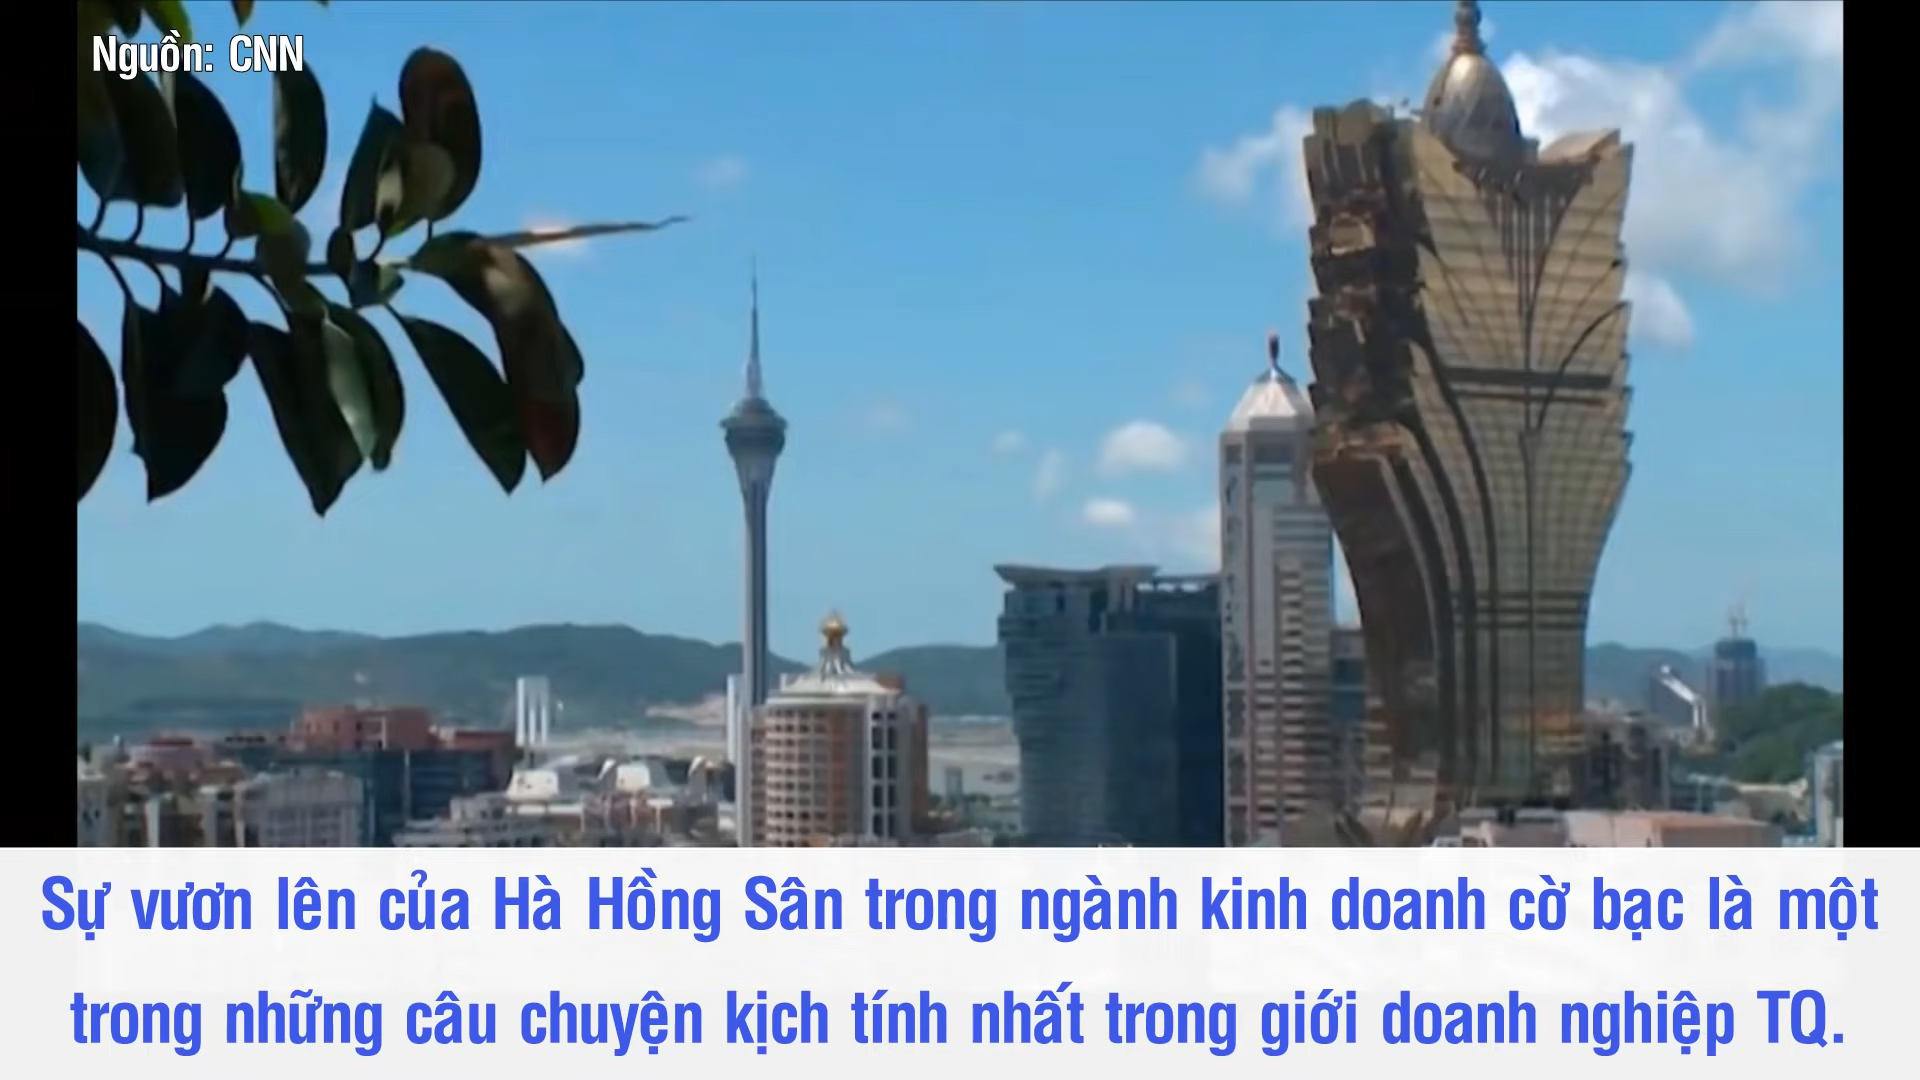 Nguồn: CNN
Sự vươn lên của Hà Hồng Sân trong ngành kinh doanh cờ bạc là một
trong những câu chuyện kịch tính nhất trong giới doanh nghiệp TQ.